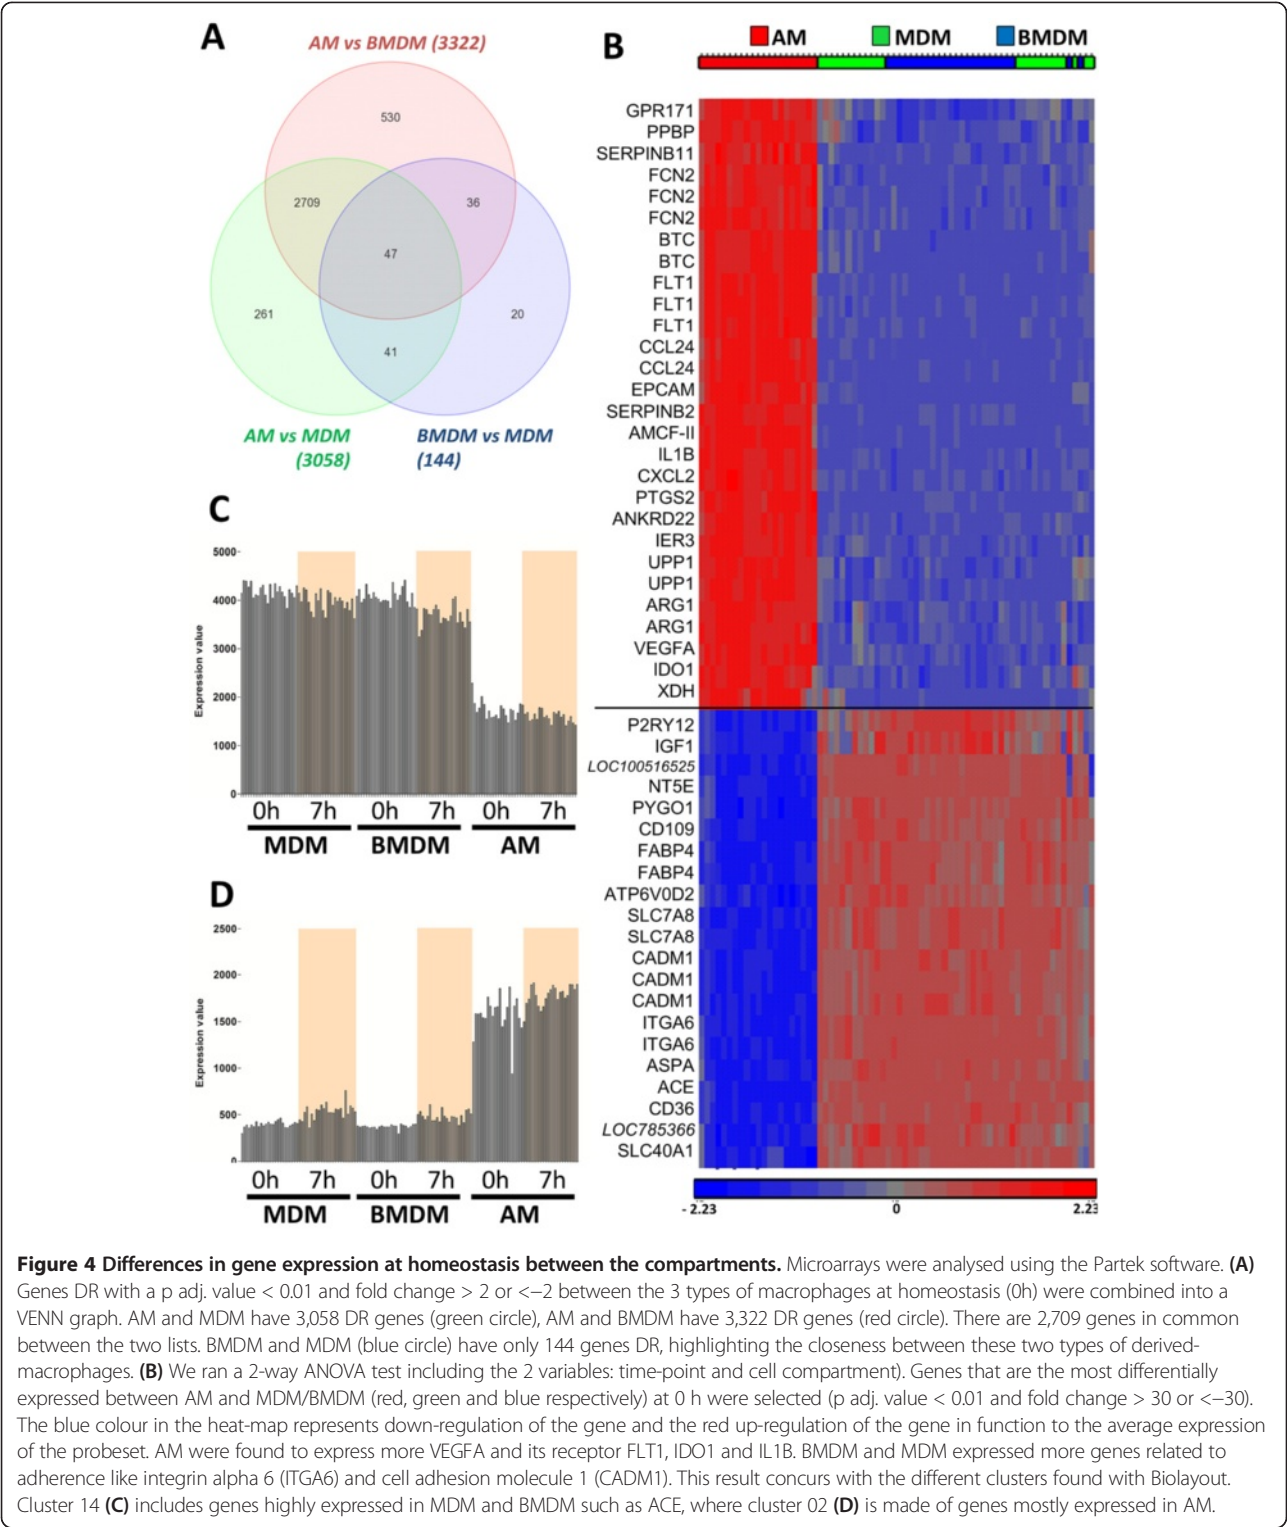 A
AM vs BMDM (3322)
530
2709
36
47
261
20
41
AM vs MDM
(3058)
BMDM vs MDM
(144)
B
AM
MDM
BMDM
GPR171
PPBP
SERPINB11
FCN2
FCN2
FCN2
BTC
BTC
FLT1
FLT1
FLT1
CCL24
CCL24
EPCAM
SERPINB2
AMCF-II
IL1B
CXCL2
PTGS2
ANKRD22
IER3
UPP1
UPP1
ARG1
ARG1
VEGFA
IDO1
XDH
P2RY12
IGF1
LOC100516525
NT5E
PYGO1
CD109
FABP4
FABP4
ATP6V0D2
SLC7A8
SLC7A8
CADM1
CADM1
CADM1
ITGA6
ITGA6
ASPA
ACE
CD36
LOC785366
SLC40A1
- 2.23 0 2.23
C
Expression value
5000
4000
3000
2000
1000
0
0h 7h 0h 7h 0h 7h
MDM BMDM AM
D
Expression value
2500
2000
1500
1000
500
0
0h 7h 0h 7h 0h 7h
MDM BMDM AM
Figure 4 Differences in gene expression at homeostasis between the compartments. Microarrays were analysed using the Partek software. (A)
Genes DR with a p adj. value < 0.01 and fold change > 2 or <−2 between the 3 types of macrophages at homeostasis (0h) were combined into a
VENN graph. AM and MDM have 3,058 DR genes (green circle), AM and BMDM have 3,322 DR genes (red circle). There are 2,709 genes in common
between the two lists. BMDM and MDM (blue circle) have only 144 genes DR, highlighting the closeness between these two types of derived-
macrophages. (B) We ran a 2-way ANOVA test including the 2 variables: time-point and cell compartment). Genes that are the most differentially
expressed between AM and MDM/BMDM (red, green and blue respectively) at 0 h were selected (p adj. value < 0.01 and fold change > 30 or <−30).
The blue colour in the heat-map represents down-regulation of the gene and the red up-regulation of the gene in function to the average expression
of the probeset. AM were found to express more VEGFA and its receptor FLT1, IDO1 and IL1B. BMDM and MDM expressed more genes related to
adherence like integrin alpha 6 (ITGA6) and cell adhesion molecule 1 (CADM1). This result concurs with the different clusters found with Biolayout.
Cluster 14 (C) includes genes highly expressed in MDM and BMDM such as ACE, where cluster 02 (D) is made of genes mostly expressed in AM.